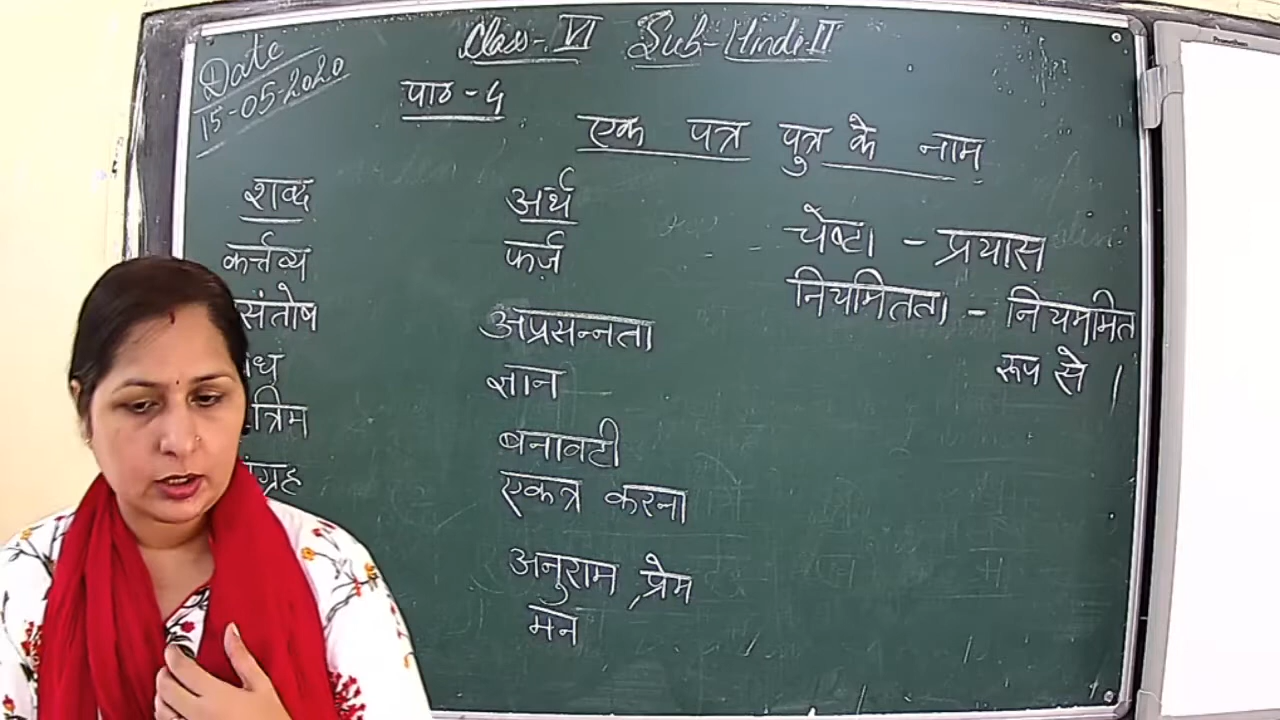 Date
15-05-2020
Class-VI Sub-Hindi II
पाठ-4
एक पत्र पुत्र के नाम
शब्द अर्थ
कर्त्तव्य फर्ज़
संतोष अप्रसन्नता
ज्ञान
बनावटी
एकत्र करना
अनुराम प्रेम
मन
चेष्टा - प्रयास
नियमितता - नियममित
रूप से ।